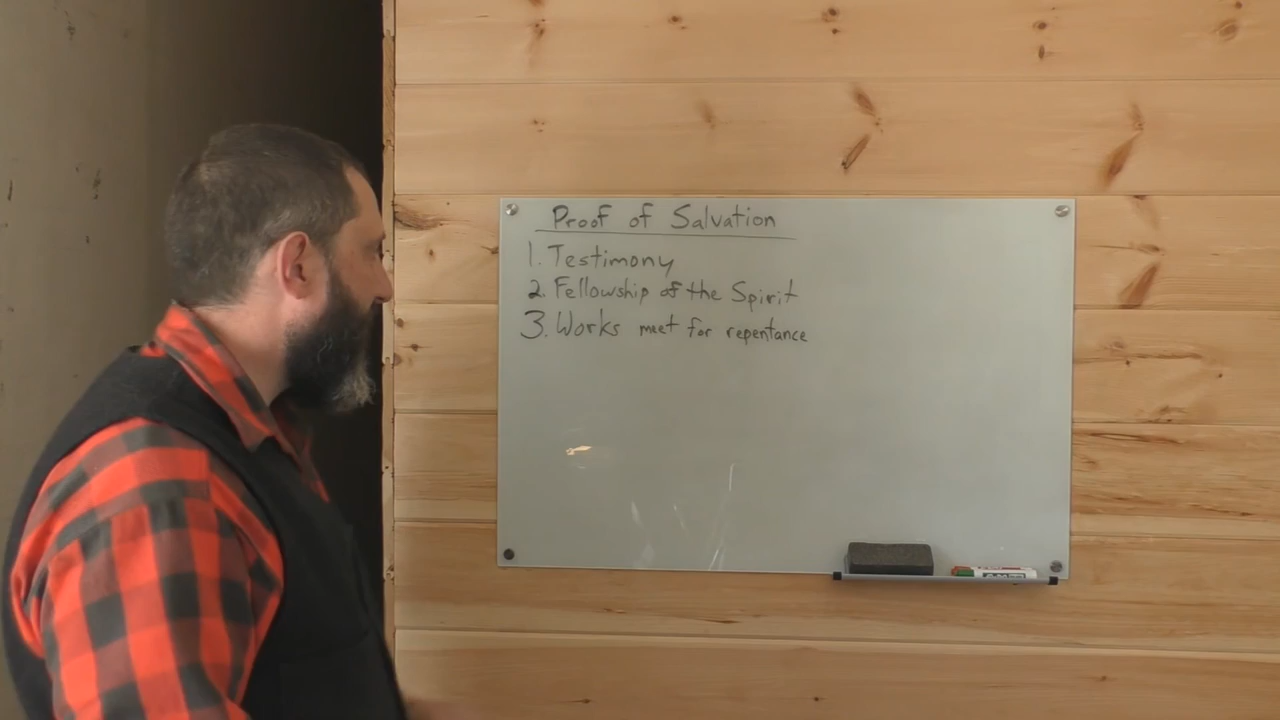 Proof of Salvation
1. Testimony
2. Fellowship of the Spirit
3. Works meet for repentance